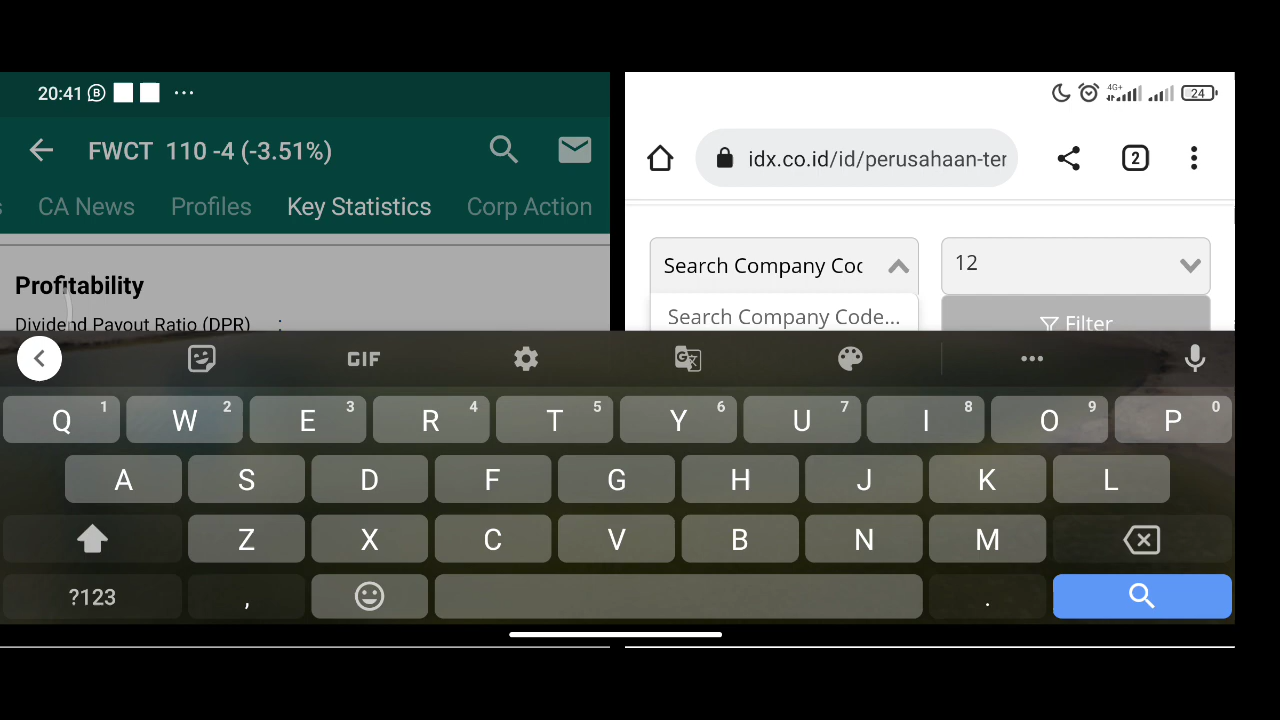 20:41
FWCT 110 -4 (-3.51%)
s CA News Profiles Key Statistics Corp Action
Profitability
Dividend Payout Ratio (DPR) :
4G+ 24
idx.co.id/id/perusahaan-ter
2
Search Company Coc
12
Search Company Code...
Filter
GIF
Q 1 W 2 E 3 R 4 T 5 Y 6 U 7 I 8 O 9 P 0
A S D F G H J K L
Z X C V B N M
?123 , .